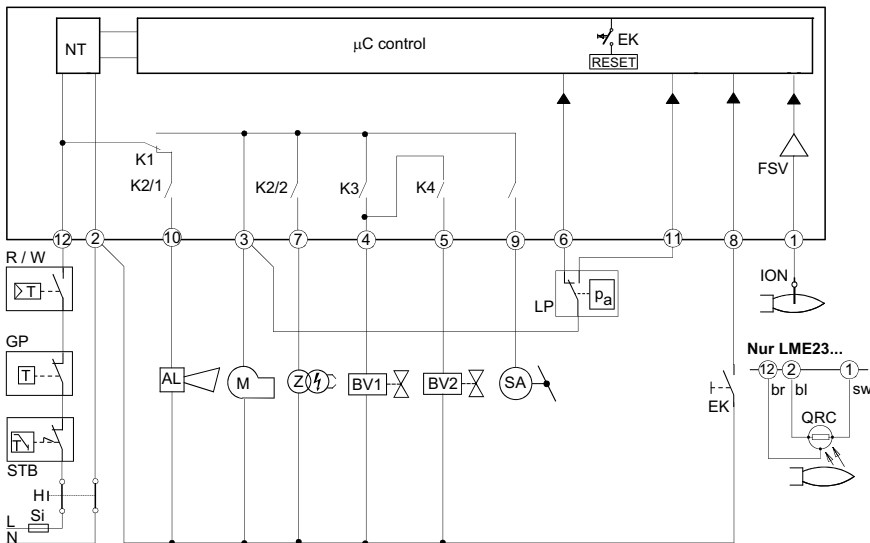 NT
µC control
EK
RESET
FSV
K1
K2/1
K2/2
K3
K4
12
2
10
3
7
4
5
9
6
11
8
1
R / W
T
GP
T
STB
T
H
Si
L
N
AL
M
Z
BV1
BV2
SA
LP
pa
EK
ION
Nur LME23...
12
2
1
br
bl
sw
QRC